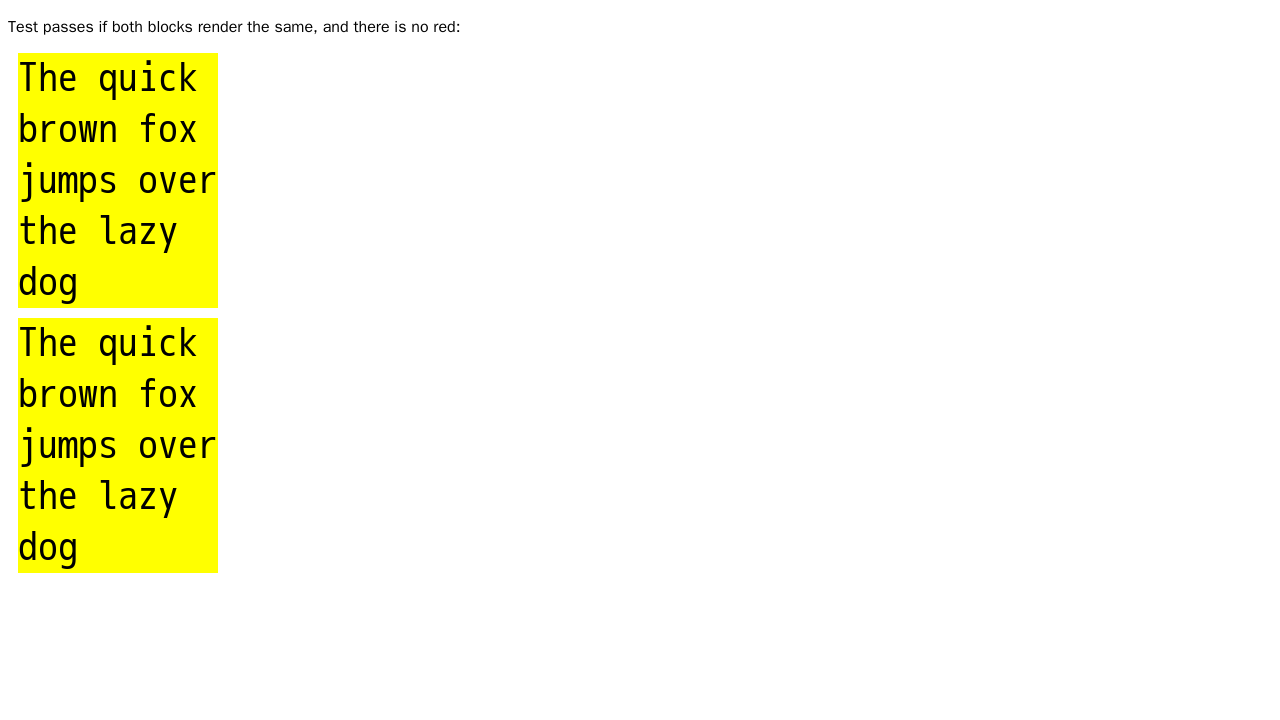 Test passes if both blocks render the same, and there is no red:
The quick
brown fox
jumps over
the lazy
dog
The quick
brown fox
jumps over
the lazy
dog